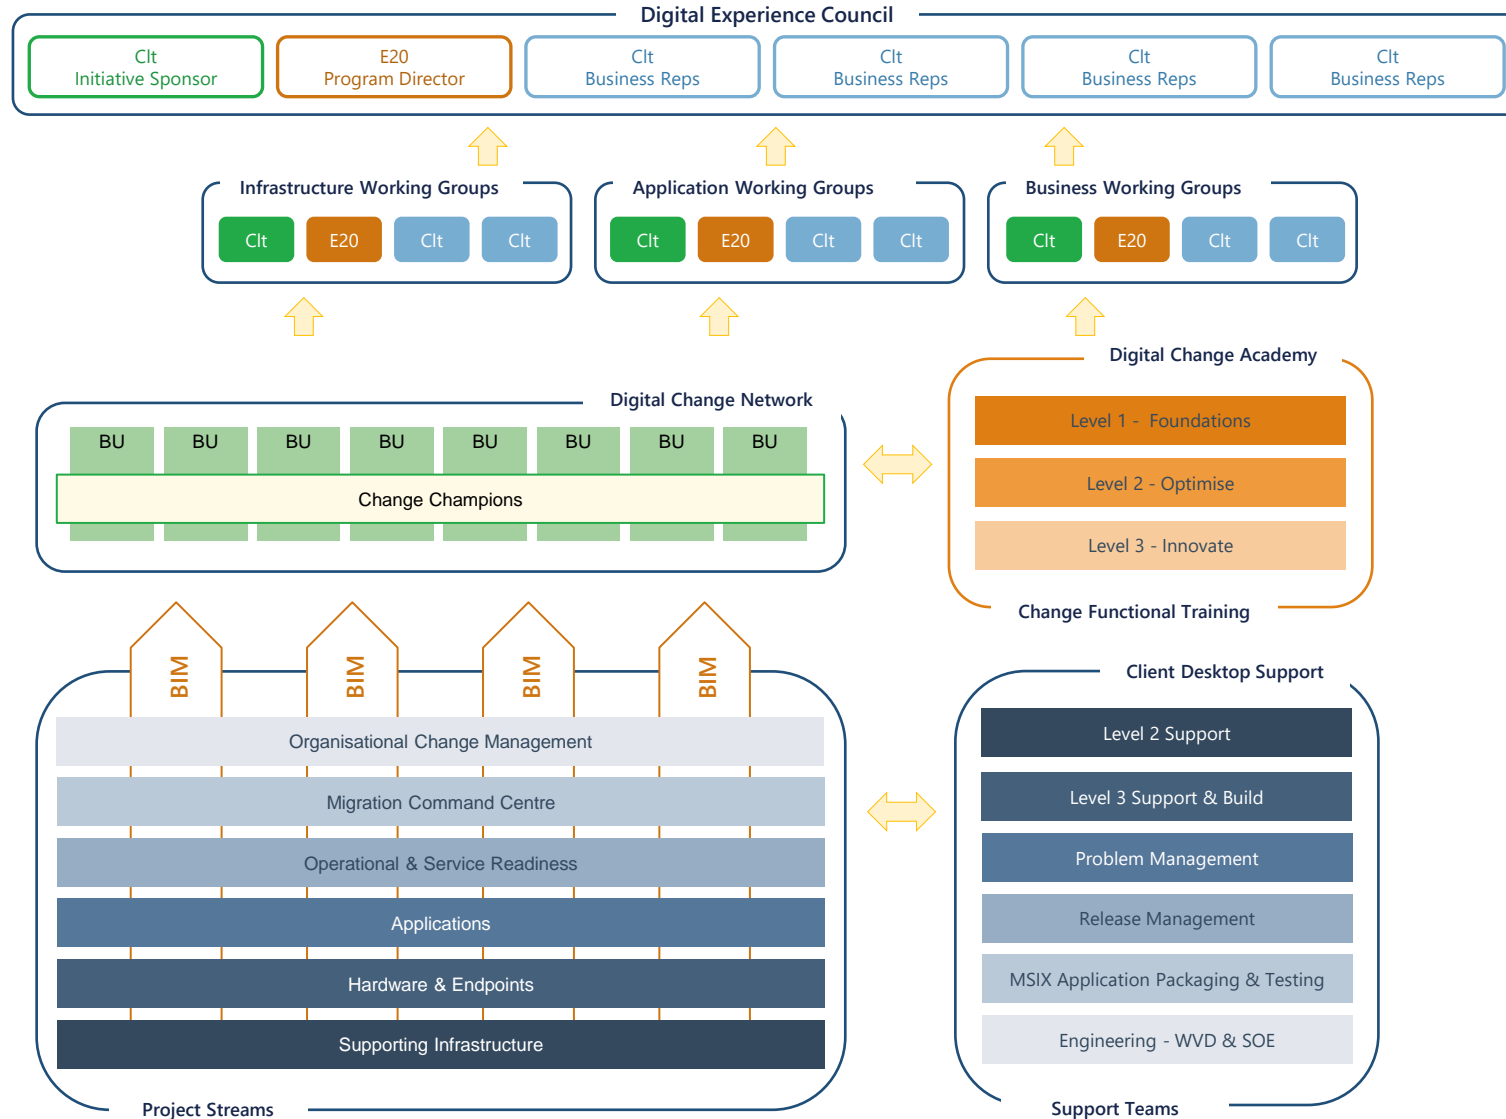 Digital Experience Council
Clt
Initiative Sponsor
E20
Program Director
Clt
Business Reps
Clt
Business Reps
Clt
Business Reps
Clt
Business Reps
Infrastructure Working Groups
Clt
E20
Clt
Clt
Application Working Groups
Clt
E20
Clt
Clt
Business Working Groups
Clt
E20
Clt
Clt
Digital Change Network
BU
BU
BU
BU
BU
BU
BU
BU
Change Champions
Digital Change Academy
Level 1 - Foundations
Level 2 - Optimise
Level 3 - Innovate
Change Functional Training
BIM
BIM
BIM
BIM
Organisational Change Management
Migration Command Centre
Operational & Service Readiness
Applications
Hardware & Endpoints
Supporting Infrastructure
Project Streams
Client Desktop Support
Level 2 Support
Level 3 Support & Build
Problem Management
Release Management
MSIX Application Packaging & Testing
Engineering - WVD & SOE
Support Teams